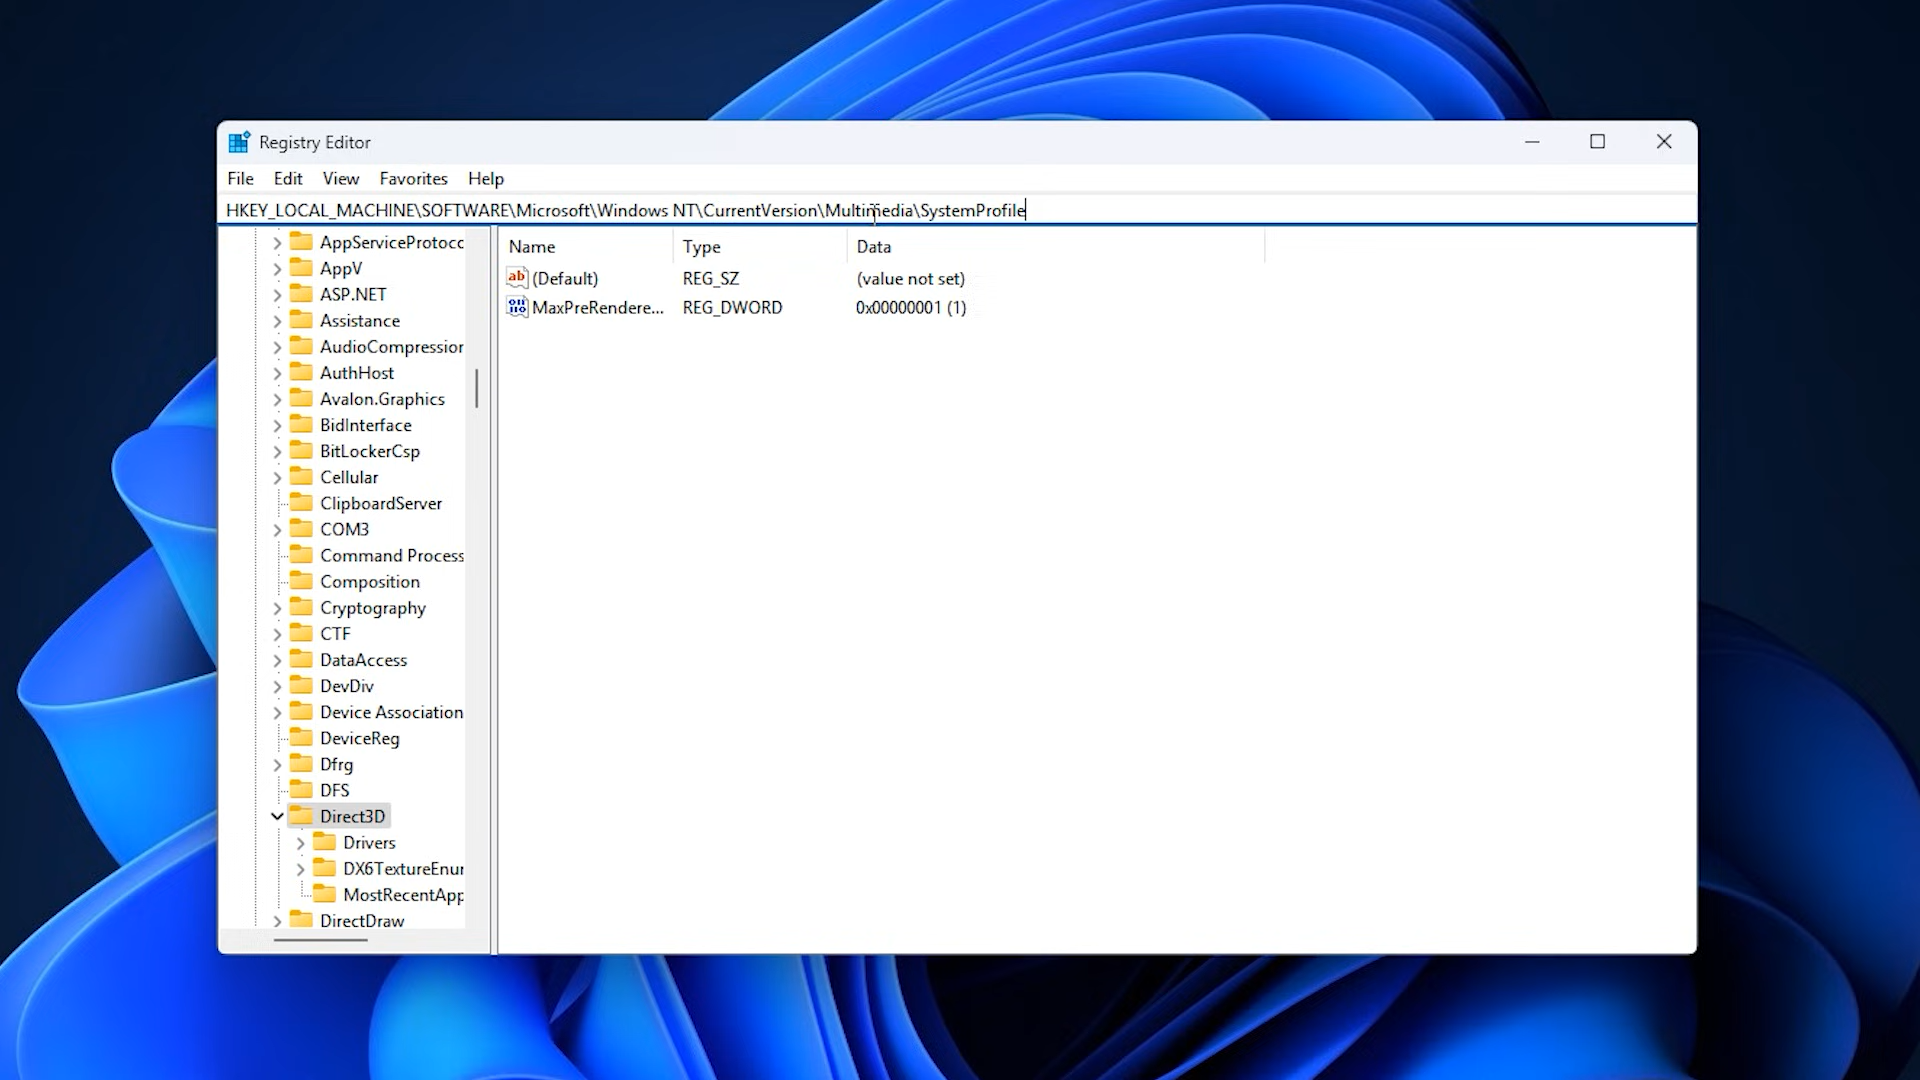 Registry Editor
File Edit View Favorites Help
HKEY_LOCAL_MACHINE\SOFTWARE\Microsoft\Windows NT\CurrentVersion\Multimedia\SystemProfile
AppServiceProtocc
AppV
ASP.NET
Assistance
AudioCompression
AuthHost
Avalon.Graphics
BidInterface
BitLockerCsp
Cellular
ClipboardServer
COM3
Command Process
Composition
Cryptography
CTF
DataAccess
DevDiv
Device Association
DeviceReg
Dfrg
DFS
Direct3D
Drivers
DX6TextureEnur
MostRecentApp
DirectDraw
Name Type Data
(Default) REG_SZ (value not set)
MaxPreRendere... REG_DWORD 0x00000001 (1)